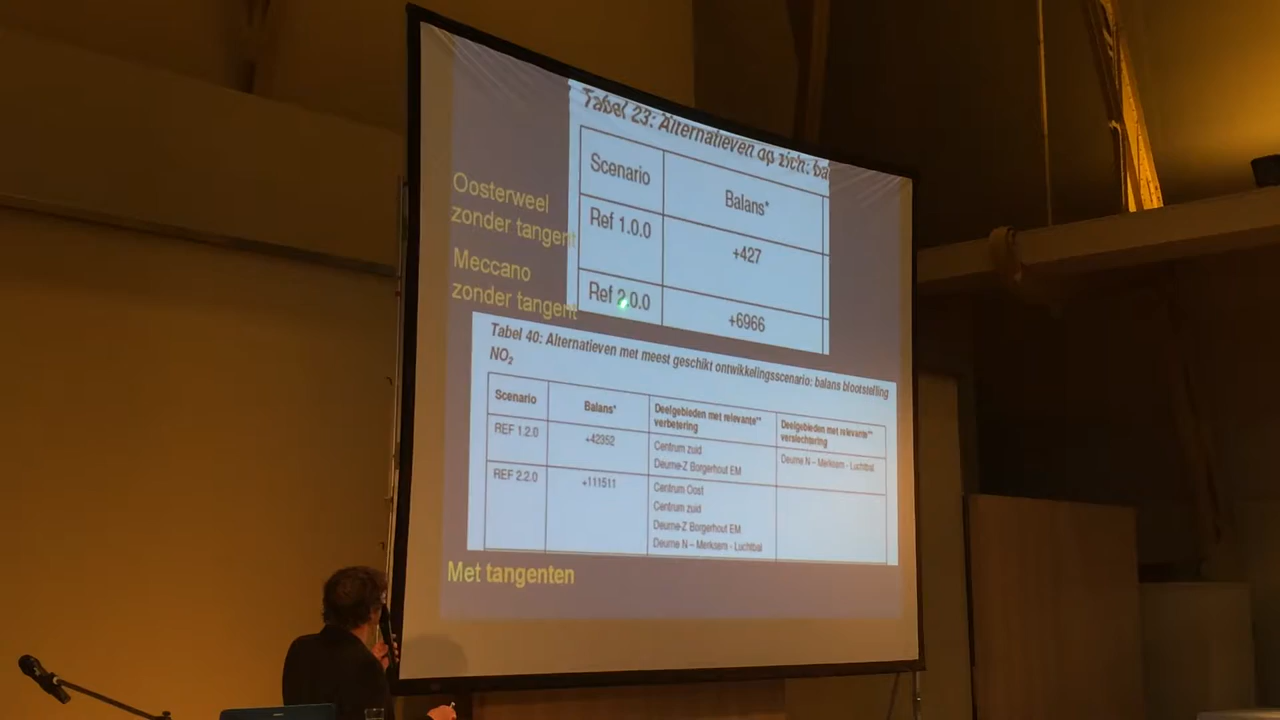 Tabel 23: Alternatieven op zich: ba
Scenario
Balans*
Oosterweel
zonder tangent
Ref 1.0.0
+427
Meccano
zonder tangent
Ref 2.0.0
+6966
Tabel 40: Alternatieven met meest geschikt ontwikkelingsscenario: balans blootstelling
NO₂
Scenario
Balans*
Deelgebieden met relevante**
verbetering
Deelgebieden met relevante**
verslechtering
REF 1.2.0
+42352
Centrum zuid
Deurne-Z Borgerhout EM
Deurne N – Merksem - Luchtbal
REF 2.2.0
+111511
Centrum Oost
Centrum zuid
Deurne-Z Borgerhout EM
Deurne N – Merksem - Luchtbal
Met tangenten